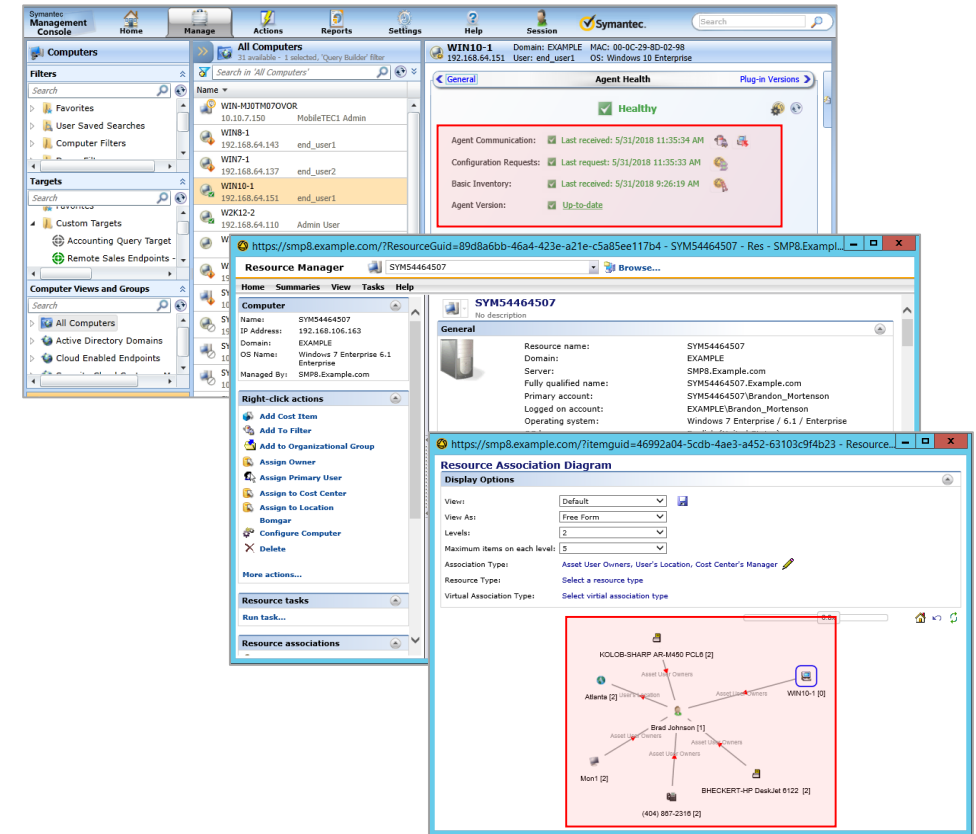 Symantec
Management
Console
Home
Manage
Actions
Reports
Settings
Help
Session
Symantec.
Search
Computers
Filters
Search
Favorites
User Saved Searches
Computer Filters
Targets
Search
Favourites
Custom Targets
Accounting Query Target
Remote Sales Endpoints -
Computer Views and Groups
Search
All Computers
Active Directory Domains
Cloud Enabled Endpoints
All Computers
31 available - 1 selected, 'Query Builder' filter
Search in 'All Computers'
Name
WIN-MJ0TM07OVOR
10.10.7.150 MobileTEC1 Admin
WIN8-1
192.168.64.143 end_user1
WIN7-1
192.168.64.137 end_user2
WIN10-1
192.168.64.151 end_user1
W2K12-2
192.168.64.110 Admin User
WIN10-1 Domain: EXAMPLE MAC: 00-0C-29-8D-02-98
192.168.64.151 User: end_user1 OS: Windows 10 Enterprise
General
Agent Health
Plug-in Versions
Healthy
Agent Communication: Last received: 5/31/2018 11:35:34 AM
Configuration Requests: Last request: 5/31/2018 11:35:33 AM
Basic Inventory: Last received: 5/31/2018 9:26:19 AM
Agent Version: Up-to-date
https://smp8.example.com/?ResourceGuid=89d8a6bb-46a4-423e-a21e-c5a85ee117b4 - SYM54464507 - Res - SMP8.Exampl...
Resource Manager SYM54464507 Browse...
Home Summaries View Tasks Help
Computer
Name: SYM54464507
IP Address: 192.168.106.163
Domain: EXAMPLE
OS Name: Windows 7 Enterprise 6.1
Enterprise
Managed By: SMP8.Example.com
Right-click actions
Add Cost Item
Add To Filter
Add to Organizational Group
Assign Owner
Assign Primary User
Assign to Cost Center
Assign to Location
Bomgar
Configure Computer
Delete
More actions...
Resource tasks
Run task...
Resource associations
SYM54464507
No description
General
Resource name: SYM54464507
Domain: EXAMPLE
Server: SMP8.Example.com
Fully qualified name: SYM54464507.Example.com
Primary account: SYM54464507\Brandon_Mortenson
Logged on account: EXAMPLE\Brandon_Mortenson
Operating system: Windows 7 Enterprise / 6.1 / Enterprise
https://smp8.example.com/?itemguid=46992a04-5cdb-4ae3-a452-63103c9f4b23 - Resource...
Resource Association Diagram
Display Options
View: Default
View As: Free Form
Levels: 2
Maximum items on each level: 5
Association Type: Asset User Owners, User's Location, Cost Center's Manager
Resource Type: Select a resource type
Virtual Association Type: Select virtial association type
KOLOB-SHARP AR-M450 PCL6 [2]
Asset User Owners
Atlanta [2]
User's Location
Asset User Owners
WIN10-1 [0]
Brad Johnson [1]
Asset User Owners
Asset User Owners
Asset User Owners
Mon1 [2]
BHECKERT-HP DeskJet 6122 [2]
(404) 867-2316 [2]